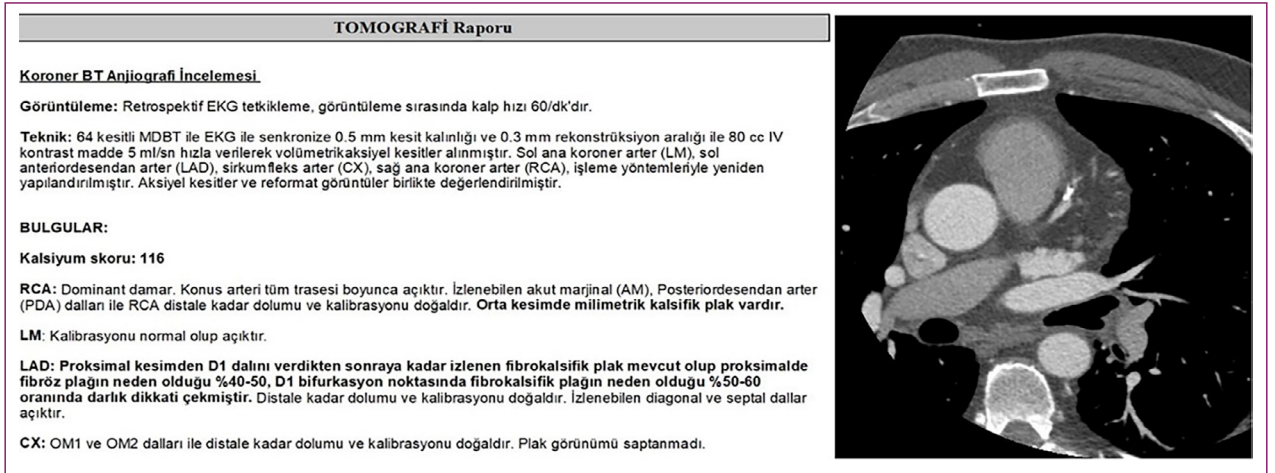 TOMOGRAFİ Raporu
Koroner BT Anjiografi İncelemesi
Görüntüleme: Retrospektif EKG tetkikleme, görüntüleme sırasında kalp hızı 60/dk'dır.
Teknik: 64 kesitli MDBT ile EKG ile senkronize 0.5 mm kesit kalınlığı ve 0.3 mm rekonstrüksiyon aralığı ile 80 cc IV
kontrast madde 5 ml/sn hızla verilerek volümetrikaksiyel kesitler alınmıştır. Sol ana koroner arter (LM), sol
anteriordesendan arter (LAD), sirkumfleks arter (CX), sağ ana koroner arter (RCA), işleme yöntemleriyle yeniden
yapılandırılmıştır. Aksiyel kesitler ve reformat görüntüler birlikte değerlendirilmiştir.
BULGULAR:
Kalsiyum skoru: 116
RCA: Dominant damar. Konus arteri tüm trasesi boyunca açıktır. İzlenebilen akut marjinal (AM), Posteriordesendan arter
(PDA) dalları ile RCA distale kadar dolumu ve kalibrasyonu doğaldır. Orta kesimde milimetrik kalsifik plak vardır.
LM: Kalibrasyonu normal olup açıktır.
LAD: Proksimal kesimden D1 dalını verdikten sonraya kadar izlenen fibrokalsifik plak mevcut olup proksimalde
fibröz plağın neden olduğu %40-50, D1 bifurkasyon noktasında fibrokalsifik plağın neden olduğu %50-60
oranında darlık dikkati çekmiştir. Distale kadar dolumu ve kalibrasyonu doğaldır. İzlenebilen diagonal ve septal dallar
açıktır.
CX: OM1 ve OM2 dalları ile distale kadar dolumu ve kalibrasyonu doğaldır. Plak görünümü saptanmadı.